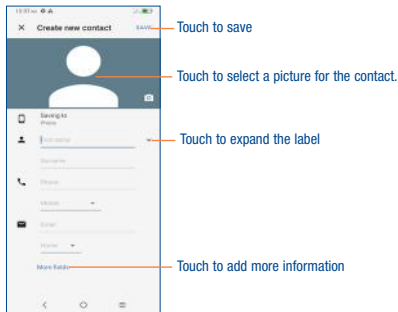 Create new contact
SAVE
Touch to save
Touch to select a picture for the contact.
Saving to
Phone
First name
Touch to expand the label
Surname
Phone
Mobile
Email
Home
More fields
Touch to add more information